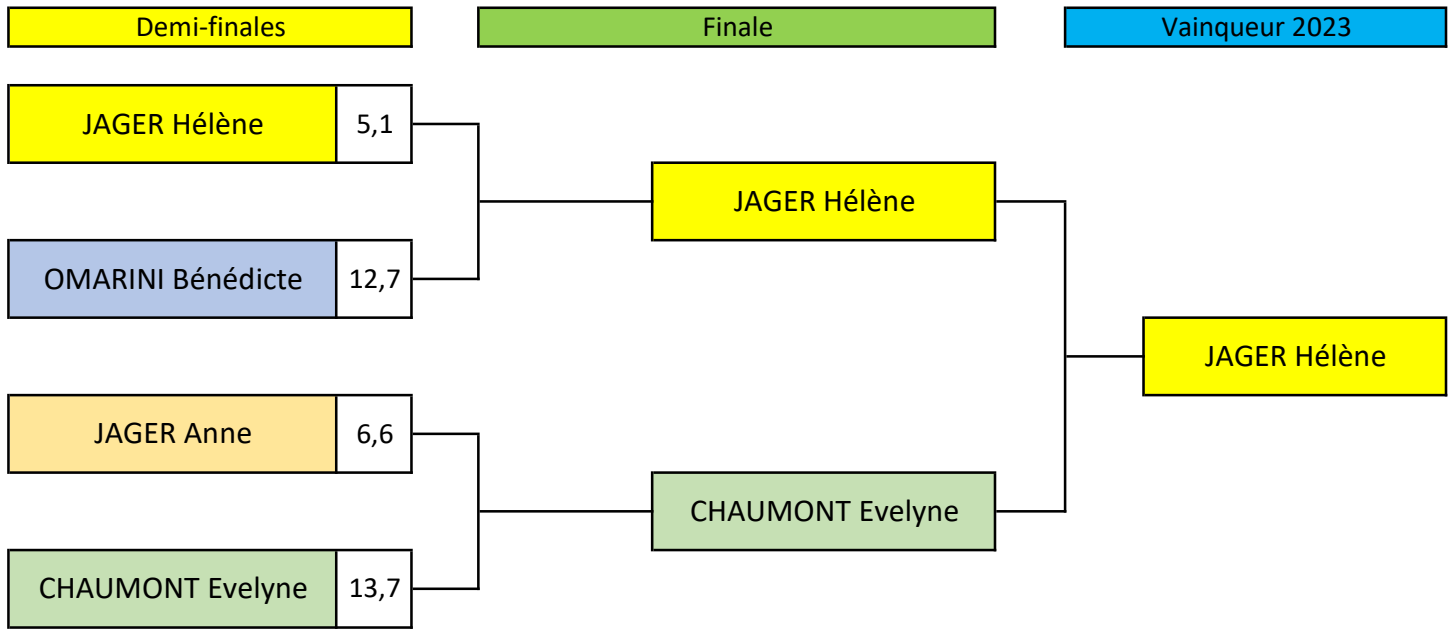 Demi-finales
Finale
Vainqueur 2023
JAGER Hélène
5,1
JAGER Hélène
OMARINI Bénédicte
12,7
JAGER Hélène
JAGER Anne
6,6
CHAUMONT Evelyne
CHAUMONT Evelyne
13,7